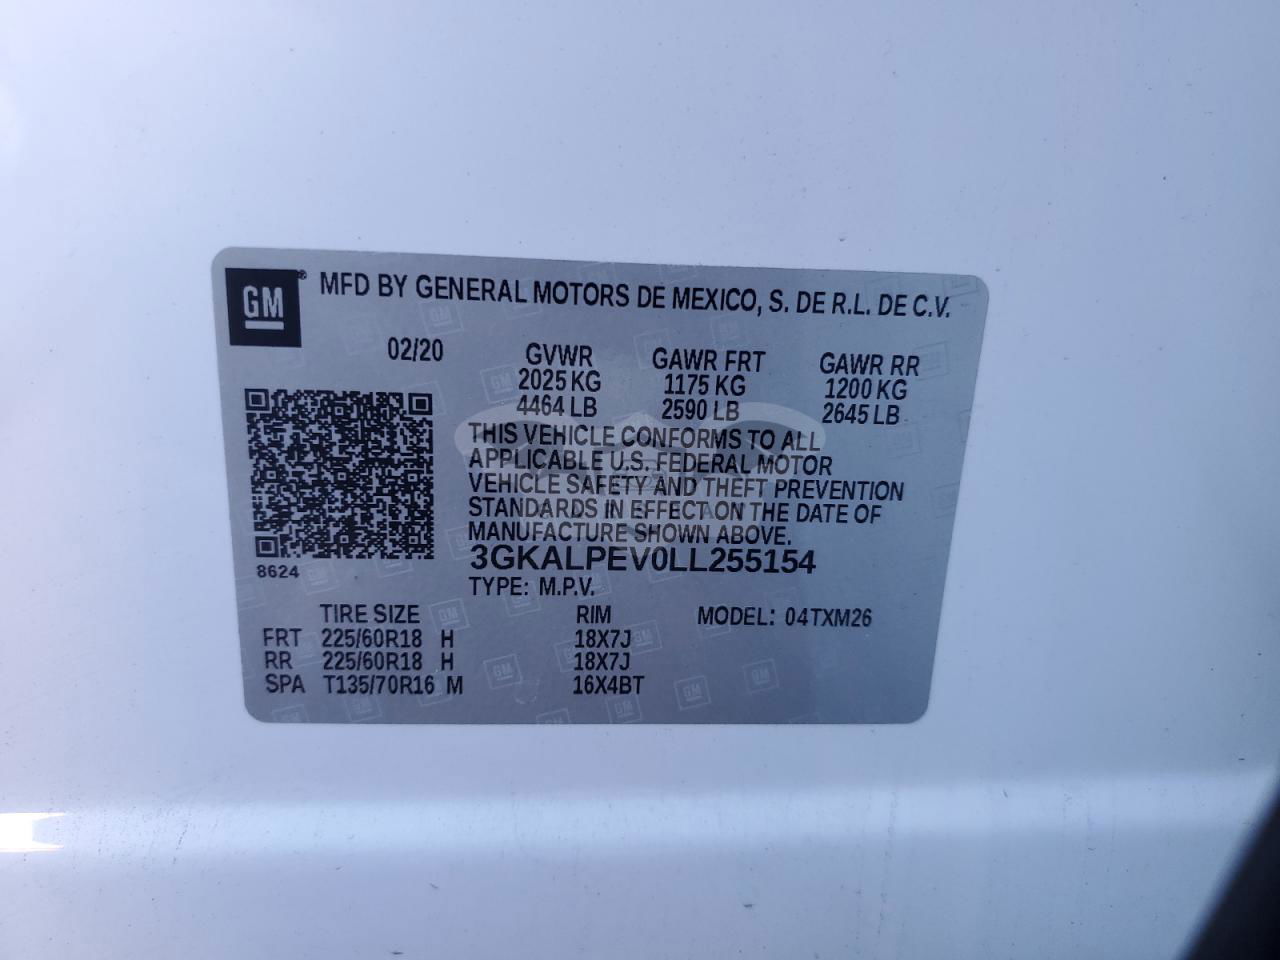 GM
MFD BY GENERAL MOTORS DE MEXICO, S. DE R.L. DE C.V.
02/20 GVWR GAWR FRT GAWR RR
2025 KG 1175 KG 1200 KG
4464 LB 2590 LB 2645 LB
THIS VEHICLE CONFORMS TO ALL
APPLICABLE U.S. FEDERAL MOTOR
VEHICLE SAFETY AND THEFT PREVENTION
STANDARDS IN EFFECT ON THE DATE OF
MANUFACTURE SHOWN ABOVE.
3GKALPEV0LL255154
8624
TYPE: M.P.V.
TIRE SIZE RIM MODEL: 04TXM26
FRT 225/60R18 H 18X7J
RR 225/60R18 H 18X7J
SPA T135/70R16 M 16X4BT